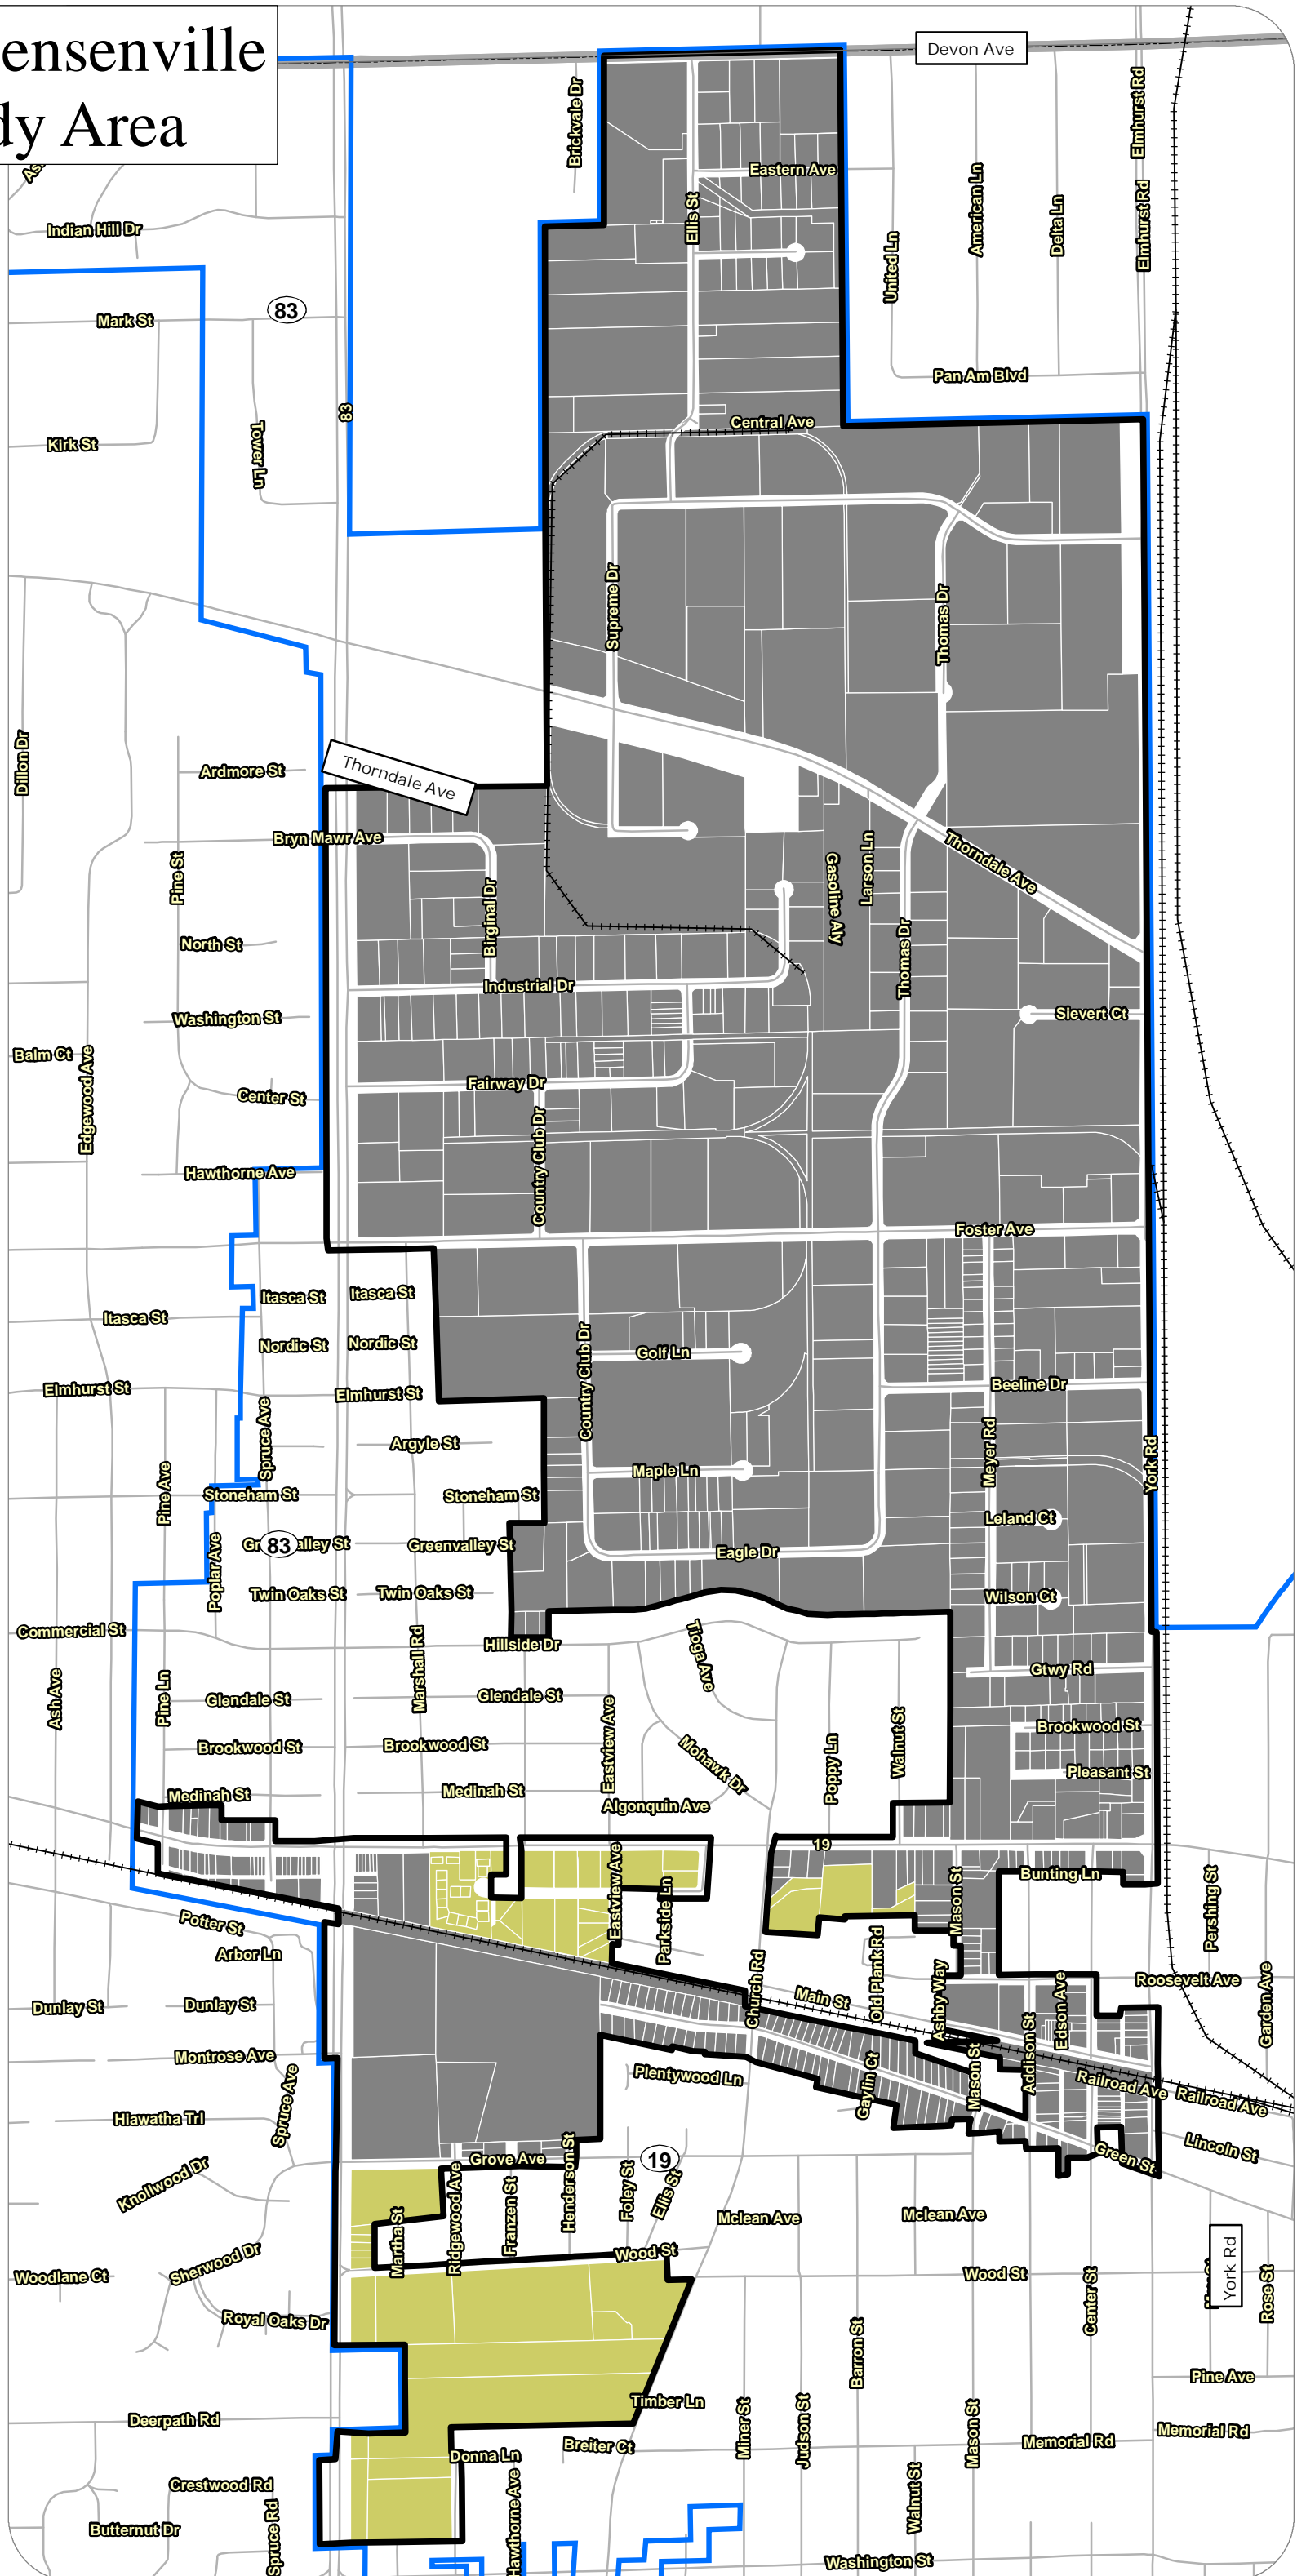 ensenville
dy Area
Devon Ave
Brickvale Dr
Elmhurst Rd
As
Eastern Ave
Ellis St
American Ln
Delta Ln
Elmhurst Rd
Indian Hill Dr
United Ln
83
Mark St
Pan Am Blvd
83
Central Ave
Kirk St
Tower Ln
Supreme Dr
Thomas Dr
Dillon Dr
Ardmore St
Thorndale Ave
Bryn Mawr Ave
Thorndale Ave
Pine St
Birginal Dr
Gasoline Aly
Larson Ln
Thomas Dr
North St
Industrial Dr
Washington St
Sievert Ct
Balm Ct
Edgewood Ave
Fairway Dr
Center St
Country Club Dr
Hawthorne Ave
Foster Ave
Itasca St
Itasca St
Itasca St
Nordic St
Nordic St
Country Club Dr
Golf Ln
Elmhurst St
Elmhurst St
Beeline Dr
Spruce Ave
Argyle St
Meyer Rd
York Rd
Maple Ln
Pine Ave
Stoneham St
Stoneham St
Leland Ct
Greenvalley St
83
Eagle Dr
Poplar Ave
Twin Oaks St
Twin Oaks St
Wilson Ct
Commercial St
Hillside Dr
Tioga Ave
Marshall Rd
Gtwy Rd
Ash Ave
Pine Ln
Glendale St
Glendale St
Brookwood St
Brookwood St
Brookwood St
Eastview Ave
Mohawk Dr
Poppy Ln
Walnut St
Pleasant St
Medinah St
Medinah St
Algonquin Ave
19
Bunting Ln
Eastview Ave
Parkside Ln
Mason St
Pershing St
Potter St
Arbor Ln
Church Rd
Old Plank Rd
Roosevelt Ave
Main St
Ashby Way
Edson Ave
Garden Ave
Dunlay St
Dunlay St
Montrose Ave
Addison St
Mason St
Plentywood Ln
Gaylin Ct
Railroad Ave
Railroad Ave
Spruce Ave
Hiawatha Trl
Green St
Lincoln St
Grove Ave
19
Knollwood Dr
Henderson St
Foley St
Ellis St
Martha St
Ridgewood Ave
Franzen St
Mclean Ave
Mclean Ave
Wood St
Wood St
York Rd
Sherwood Dr
Woodlane Ct
Center St
Rose St
Royal Oaks Dr
Barron St
Pine Ave
Timber Ln
Deerpath Rd
Miner St
Judson St
Mason St
Memorial Rd
Memorial Rd
Breiter Ct
Donna Ln
Crestwood Rd
Walnut St
Hawthorne Ave
Spruce Rd
Butternut Dr
Washington St